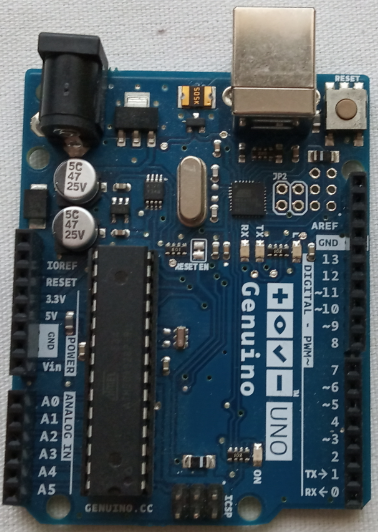 RESET
5C
47
25V
5C
47
25V
JP2
AREF
GND
13
12
~11
~10
~9
8
7
~6
~5
4
~3
2
TX→1
RX←0
DIGITAL - PWM~
TX
RX
RESET EN
IOREF
RESET
3.3V
5V
GND
Vin
POWER
A0
A1
A2
A3
A4
A5
ANALOG IN
Genuino
UNO
ON
ICSP
GENUINO.CC